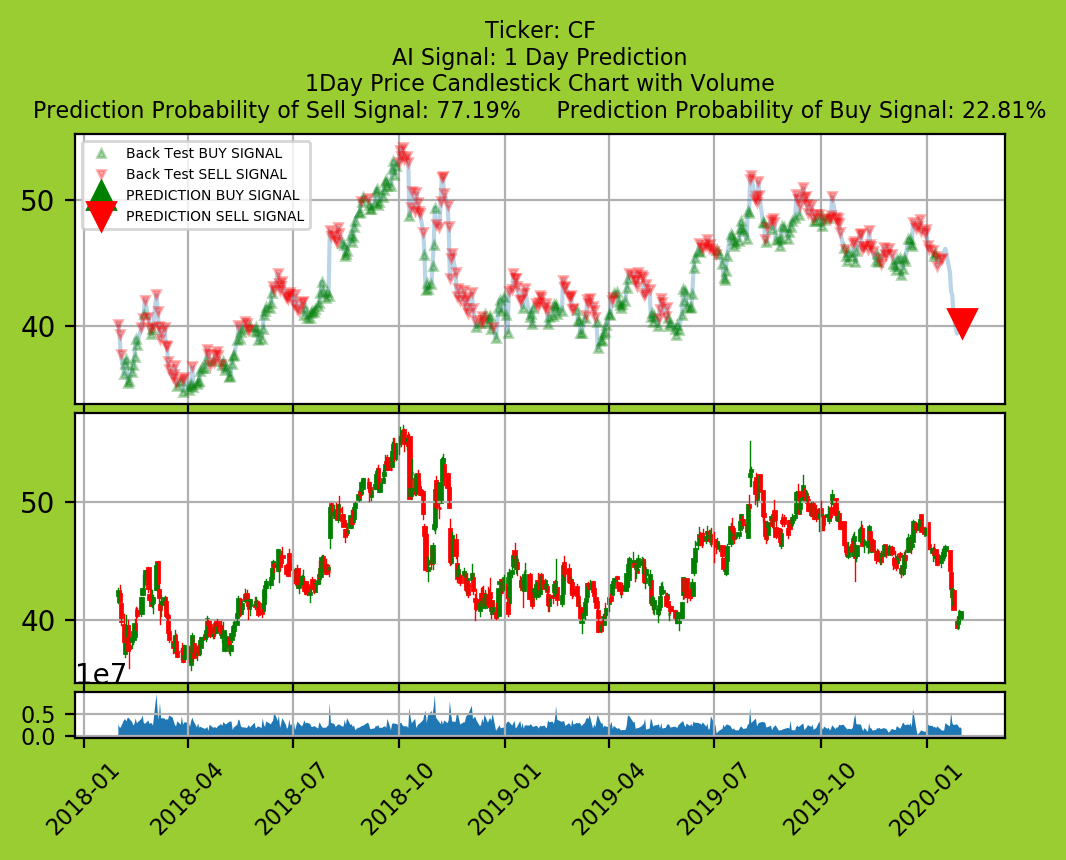 Ticker: CF
AI Signal: 1 Day Prediction
1Day Price Candlestick Chart with Volume
Prediction Probability of Sell Signal: 77.19%     Prediction Probability of Buy Signal: 22.81%
Back Test BUY SIGNAL
Back Test SELL SIGNAL
PREDICTION BUY SIGNAL
PREDICTION SELL SIGNAL
50
40
50
40
1e7
0.5
0.0
2018-01
2018-04
2018-07
2018-10
2019-01
2019-04
2019-07
2019-10
2020-01